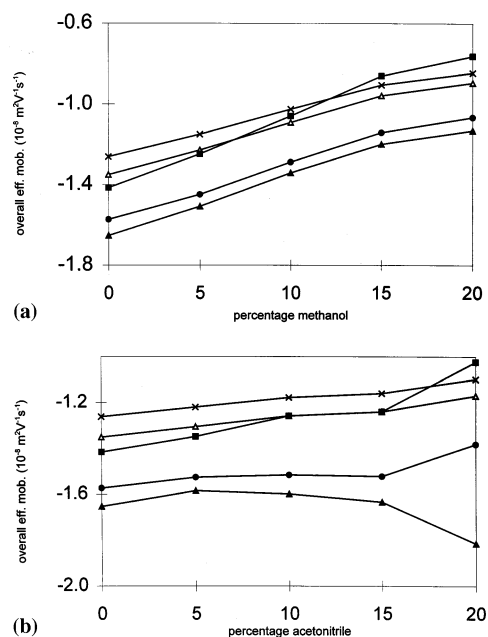 -0.6
-1.0
-1.4
-1.8
overall eff. mob. (10⁻⁸ m²V⁻¹s⁻¹)
0 5 10 15 20
percentage methanol
(a)
-1.2
-1.6
-2.0
overall eff. mob. (10⁻⁸ m²V⁻¹s⁻¹)
0 5 10 15 20
percentage acetonitrile
(b)